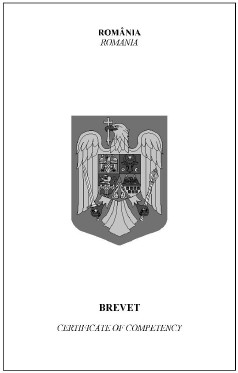 ROMÂNIA
ROMANIA
BREVET
CERTIFICATE OF COMPETENCY